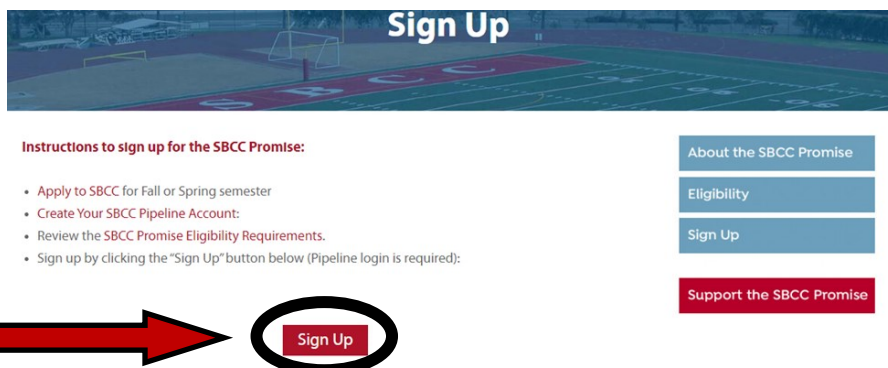 Sign Up
S B C C
Instructions to sign up for the SBCC Promise:
• Apply to SBCC for Fall or Spring semester
• Create Your SBCC Pipeline Account:
• Review the SBCC Promise Eligibility Requirements.
• Sign up by clicking the "Sign Up" button below (Pipeline login is required):
Sign Up
About the SBCC Promise
Eligibility
Sign Up
Support the SBCC Promise